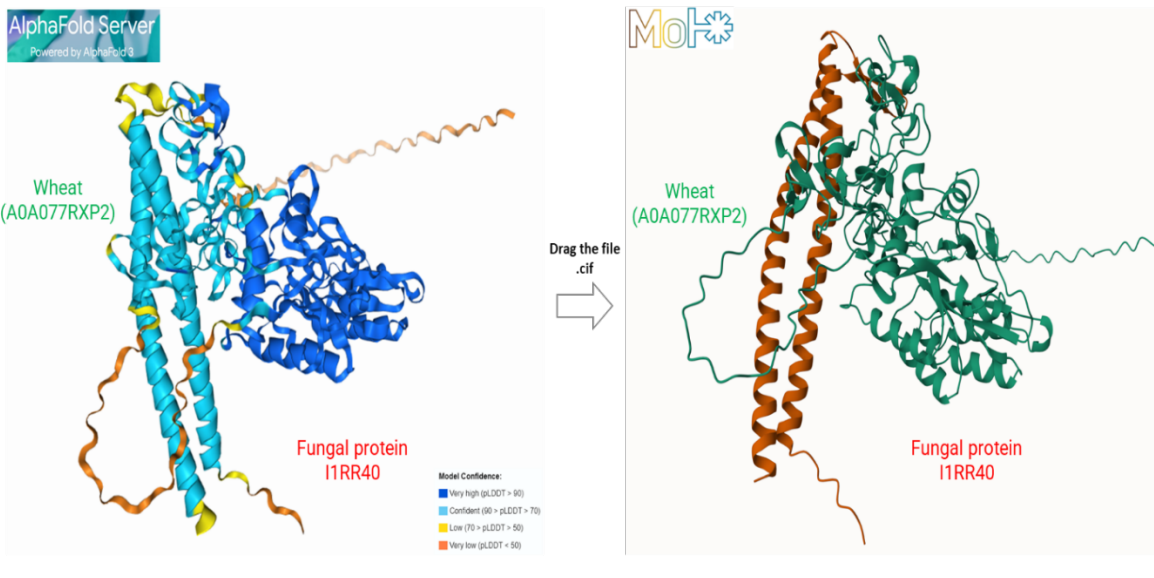 AlphaFold Server
Powered by AlphaFold 3
Wheat
(A0A077RXP2)
Fungal protein
I1RR40
Model Confidence:
Very high (pLDDT > 90)
Confident (90 > pLDDT > 70)
Low (70 > pLDDT > 50)
Very low (pLDDT < 50)
Drag the file
.cif
Mol*
Wheat
(A0A077RXP2)
Fungal protein
I1RR40